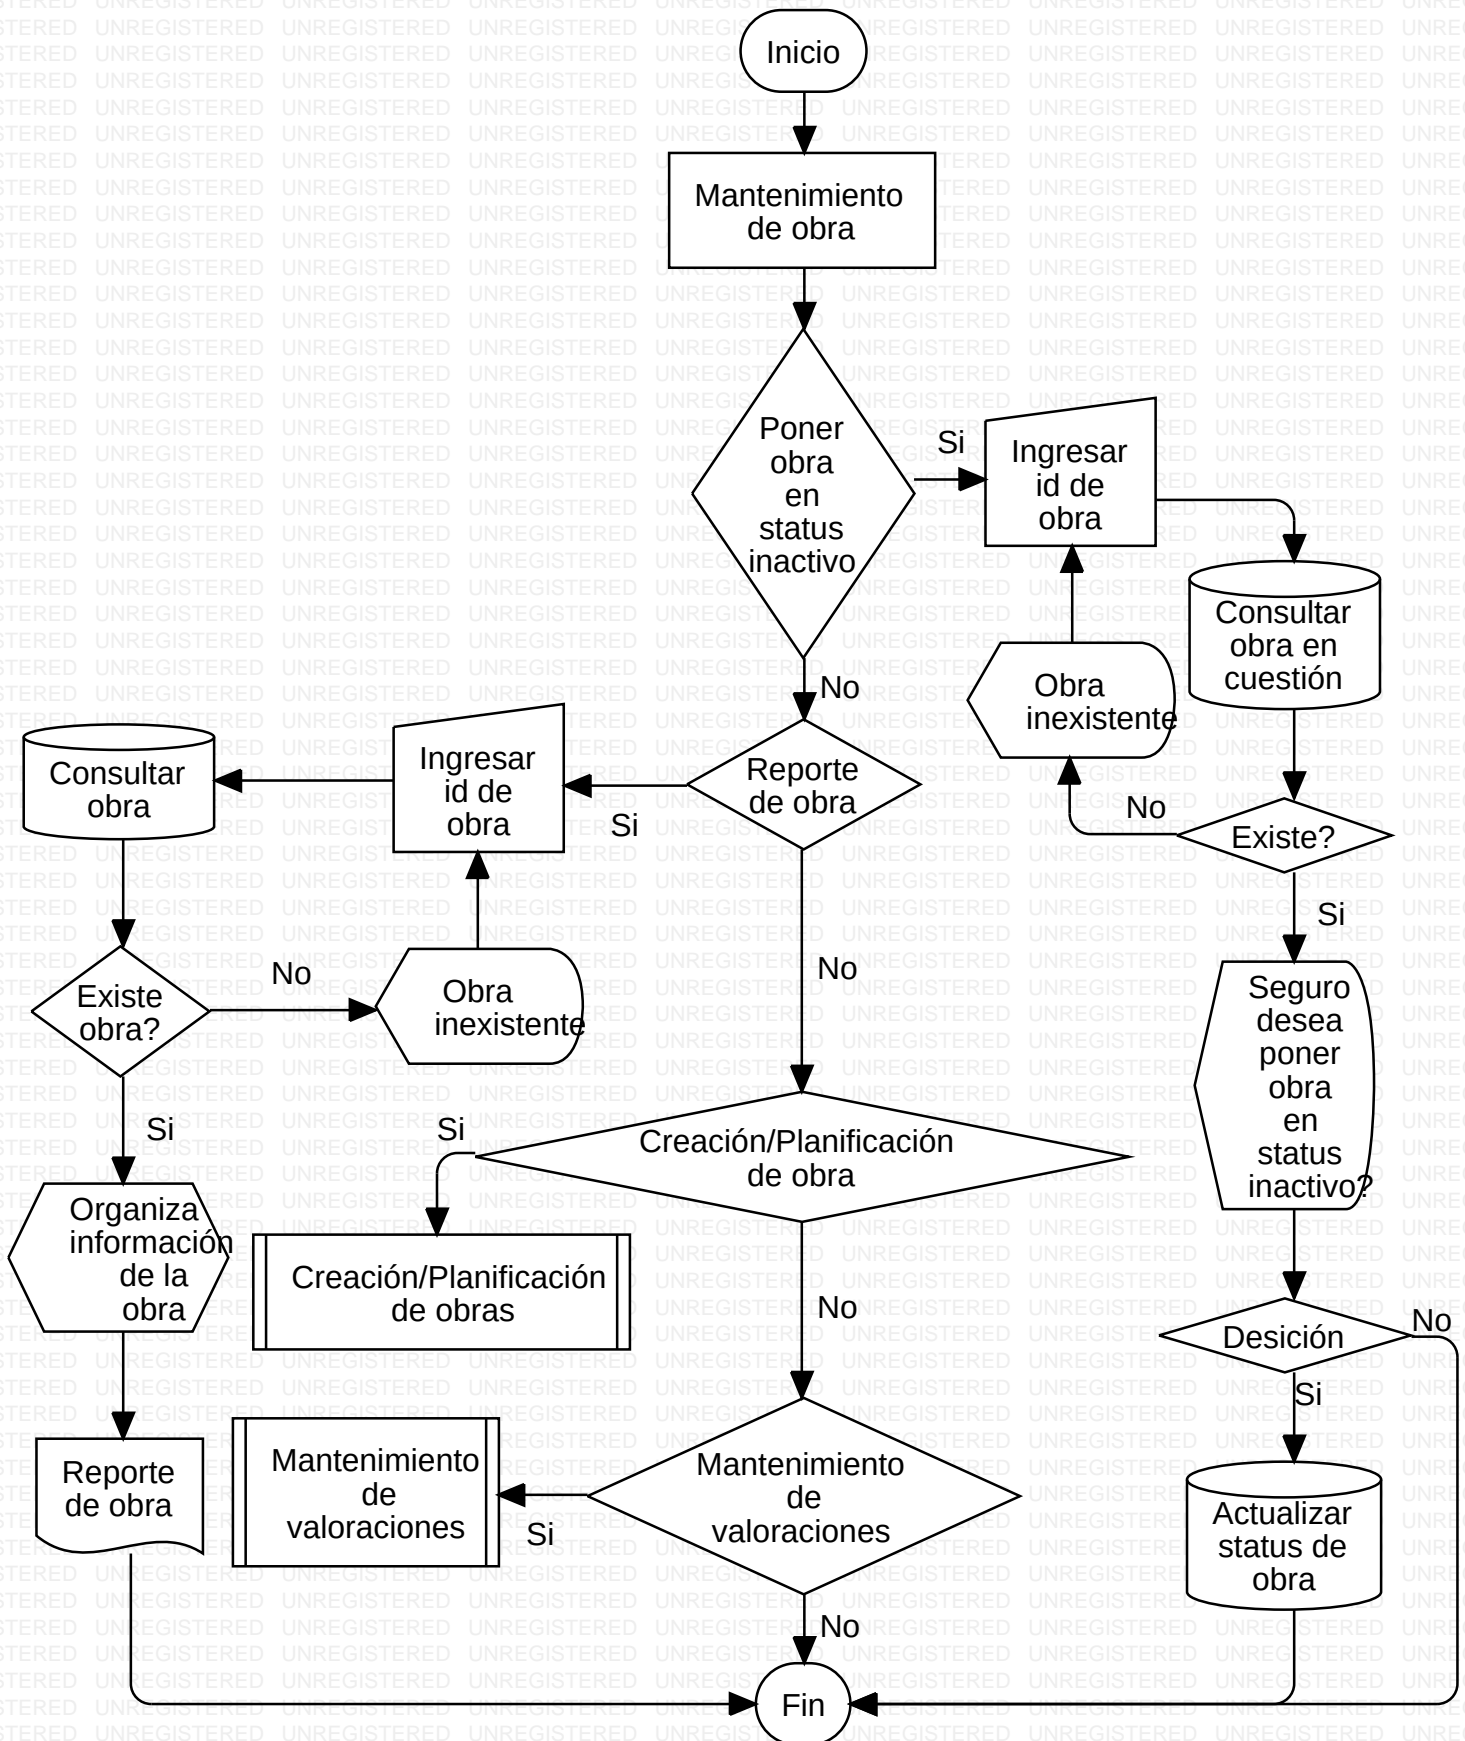 Inicio
Mantenimiento
de obra
Poner
obra
en
status
inactivo
Si
Ingresar
id de
obra
Consultar
obra en
cuestión
Obra
inexistente
No
Existe?
Si
No
Reporte
de obra
Si
Ingresar
id de
obra
Consultar
obra
Existe
obra?
No
Obra
inexistente
No
Si
Seguro
desea
poner
obra
en
status
inactivo?
Creación/Planificación
de obra
Si
Creación/Planificación
de obras
Organiza
información
de la
obra
No
Desición
No
Si
Reporte
de obra
Mantenimiento
de
valoraciones
Si
Mantenimiento
de
valoraciones
Actualizar
status de
obra
No
Fin
UNREGISTERED